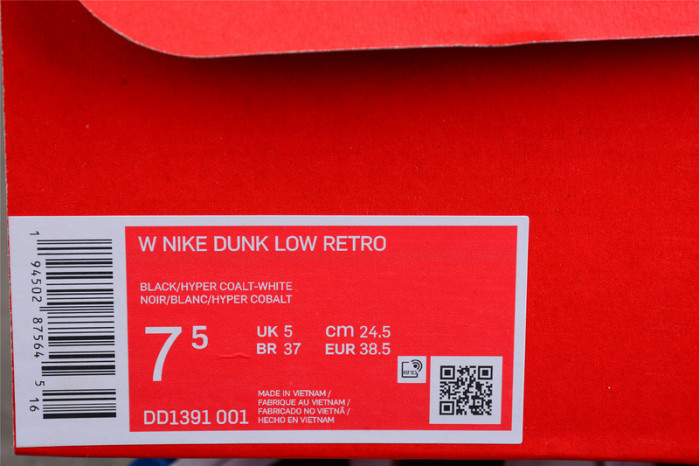 W NIKE DUNK LOW RETRO
BLACK/HYPER COALT-WHITE
NOIR/BLANC/HYPER COBALT
7 5
UK 5 cm 24.5
BR 37 EUR 38.5
DD1391 001
MADE IN VIETNAM /
FABRIQUE AU VIETNAM /
FABRICADO NO VIETNÃ /
HECHO EN VIETNAM
1 94502 87564 5 16